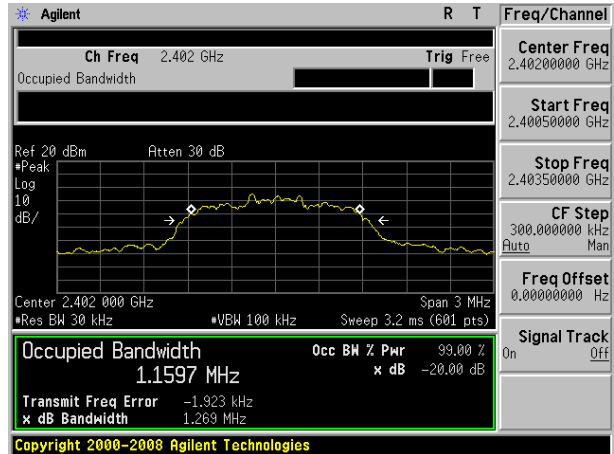 Agilent R T Freq/Channel
Ch Freq 2.402 GHz Trig Free
Occupied Bandwidth
Center Freq
2.40200000 GHz
Start Freq
2.40050000 GHz
Stop Freq
2.40350000 GHz
CF Step
300.000000 kHz
Auto Man
Freq Offset
0.00000000 Hz
Signal Track
On Off
Ref 20 dBm Atten 30 dB
#Peak
Log
10
dB/
Center 2.402 000 GHz Span 3 MHz
#Res BW 30 kHz #VBW 100 kHz Sweep 3.2 ms (601 pts)
Occupied Bandwidth Occ BW % Pwr 99.00 %
1.1597 MHz x dB -20.00 dB
Transmit Freq Error -1.923 kHz
x dB Bandwidth 1.269 MHz
Copyright 2000-2008 Agilent Technologies